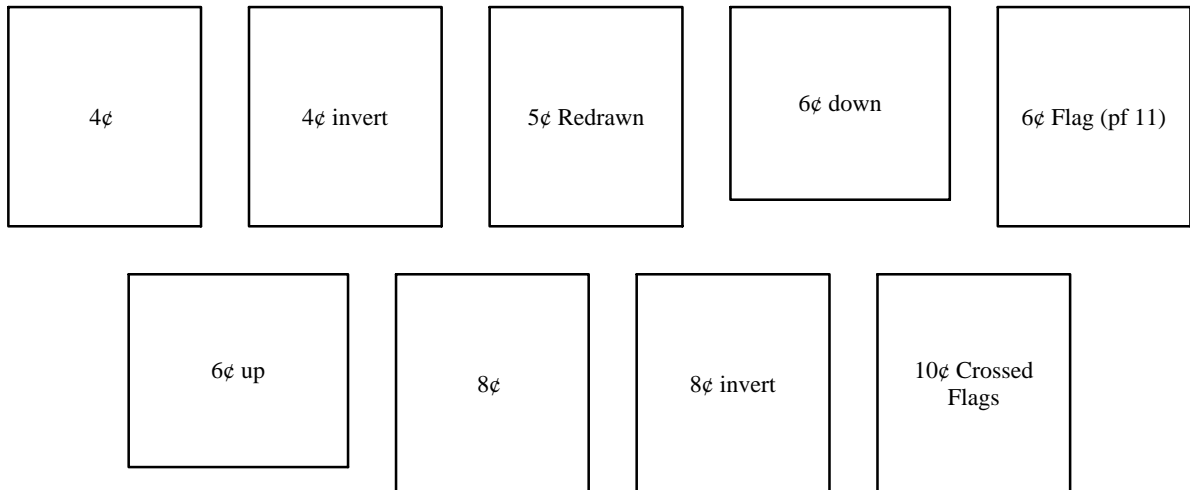 4¢
4¢ invert
5¢ Redrawn
6¢ down
6¢ Flag (pf 11)
6¢ up
8¢
8¢ invert
10¢ Crossed
Flags